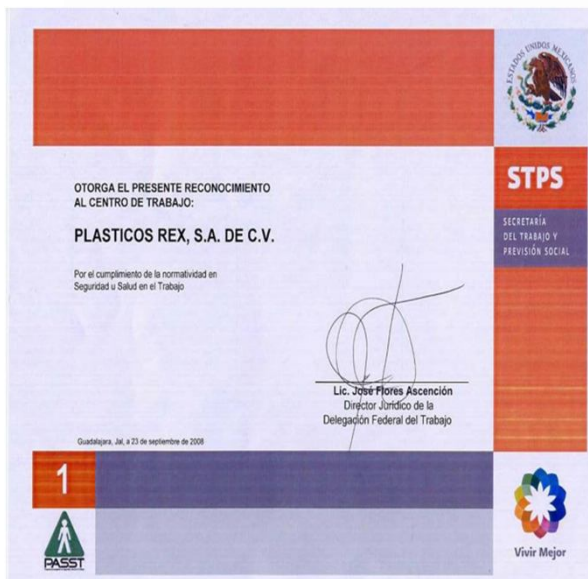 ESTADOS UNIDOS MEXICANOS
STPS
SECRETARÍA
DEL TRABAJO Y
PREVISIÓN SOCIAL
OTORGA EL PRESENTE RECONOCIMIENTO
AL CENTRO DE TRABAJO:
PLASTICOS REX, S.A. DE C.V.
Por el cumplimiento de la normatividad en
Seguridad u Salud en el Trabajo
Lic. José Flores Ascención
Director Jurídico de la
Delegación Federal del Trabajo
Guadalajara, Jal, a 23 de septiembre de 2008
1
PASST
Vivir Mejor